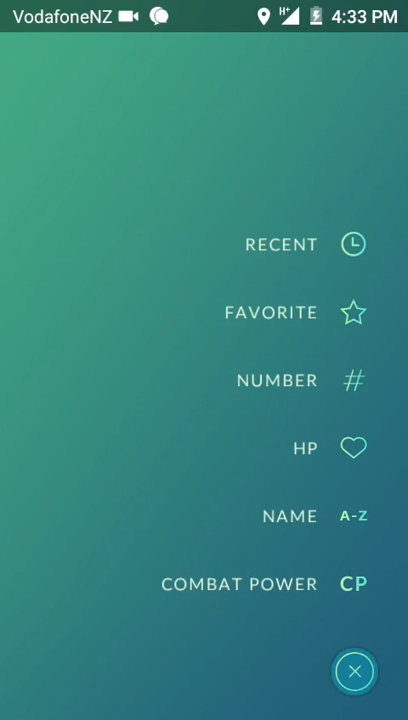 VodafoneNZ H+ 4:33 PM
RECENT
FAVORITE
NUMBER #
HP
NAME A-Z
COMBAT POWER CP